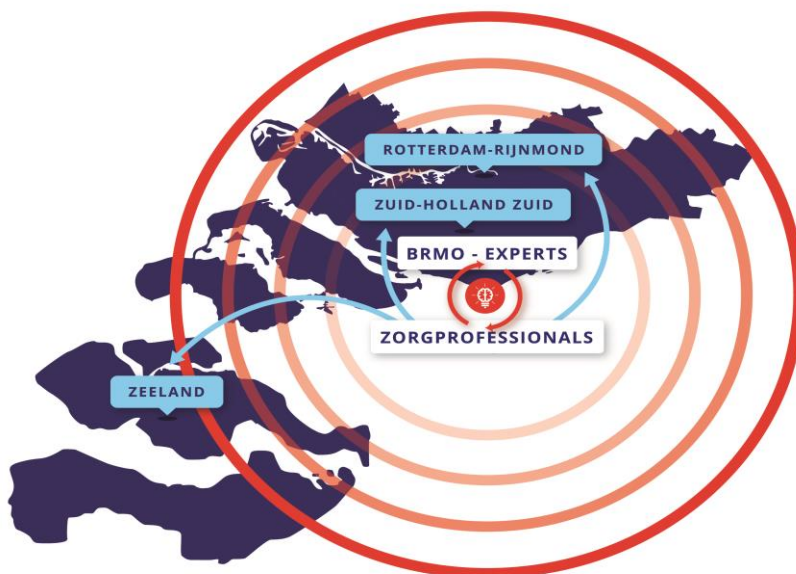 ROTTERDAM-RIJNMOND
ZUID-HOLLAND ZUID
BRMO - EXPERTS
ZORGPROFESSIONALS
ZEELAND